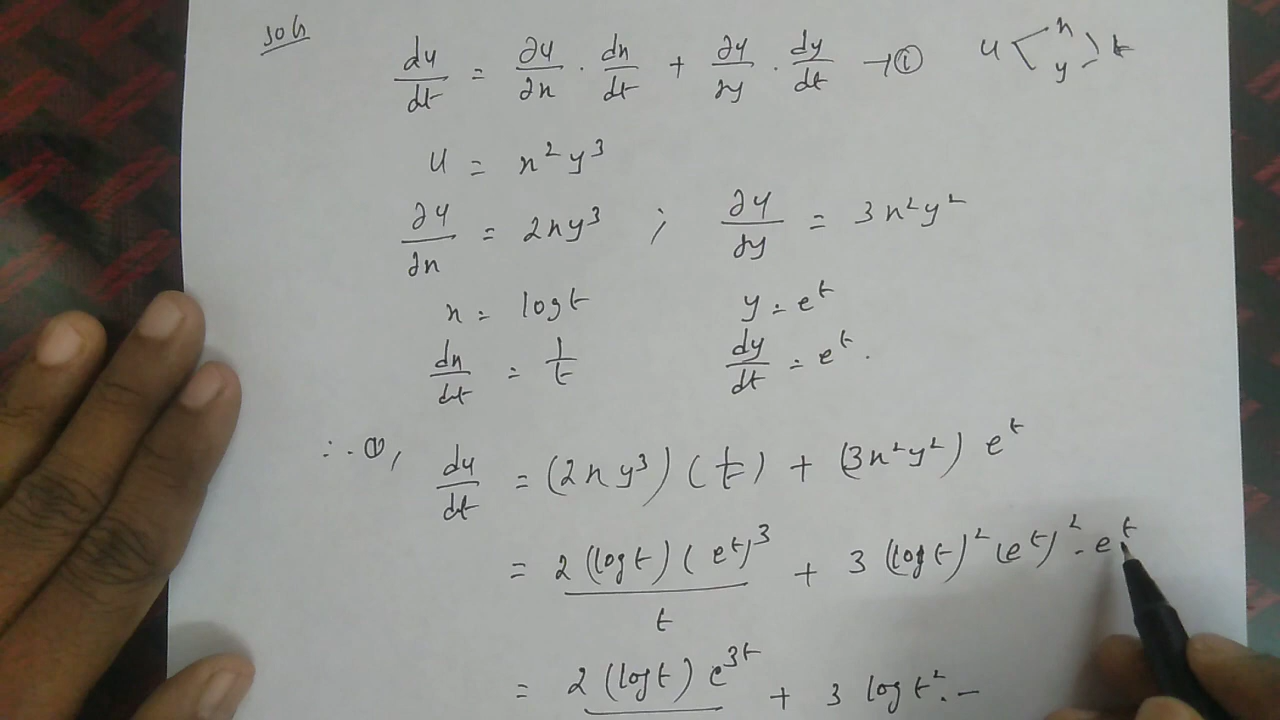 soln
du/dt = ∂u/∂x · dx/dt + ∂u/∂y · dy/dt → ① u < x y > t
u = x²y³
∂u/∂x = 2xy³ ; ∂u/∂y = 3x²y²
x = log t y = e^t
dx/dt = 1/t dy/dt = e^t.
∴ ①, du/dt = (2xy³)(1/t) + (3x²y²) e^t
= 2(log t)(e^t)³/t + 3(log t)²(e^t)² · e^t
= 2(log t) e^3t + 3 log t² · –